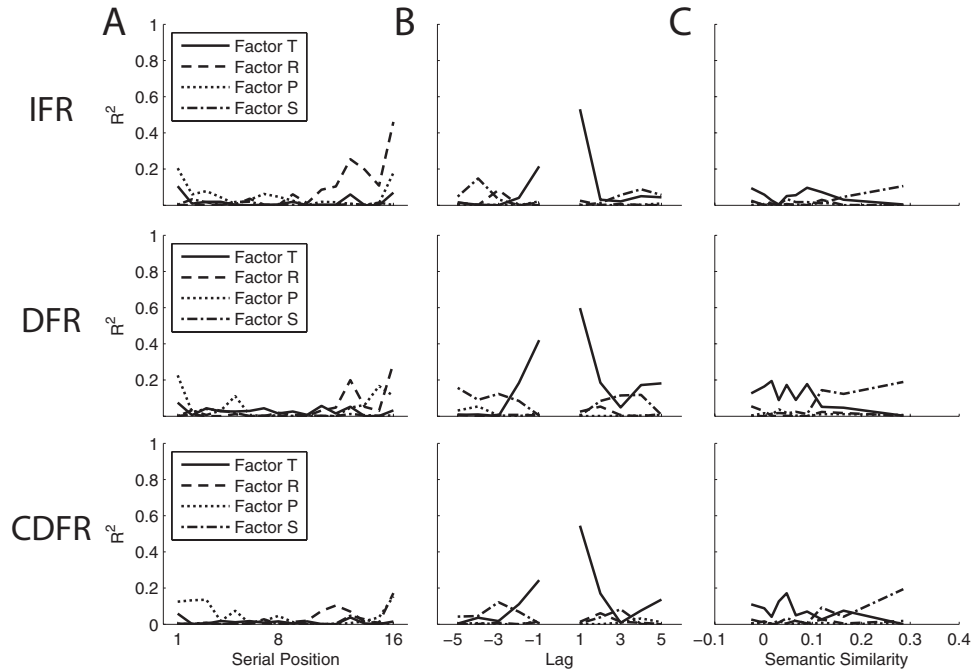 A
B
C
IFR
R2
1
0.8
0.6
0.4
0.2
Factor T
Factor R
Factor P
Factor S
DFR
R2
1
0.8
0.6
0.4
0.2
Factor T
Factor R
Factor P
Factor S
CDFR
R2
1
0.8
0.6
0.4
0.2
0
Factor T
Factor R
Factor P
Factor S
1 8 16
Serial Position
−5 −3 −1 1 3 5
Lag
−0.1 0 0.1 0.2 0.3 0.4
Semantic Similarity